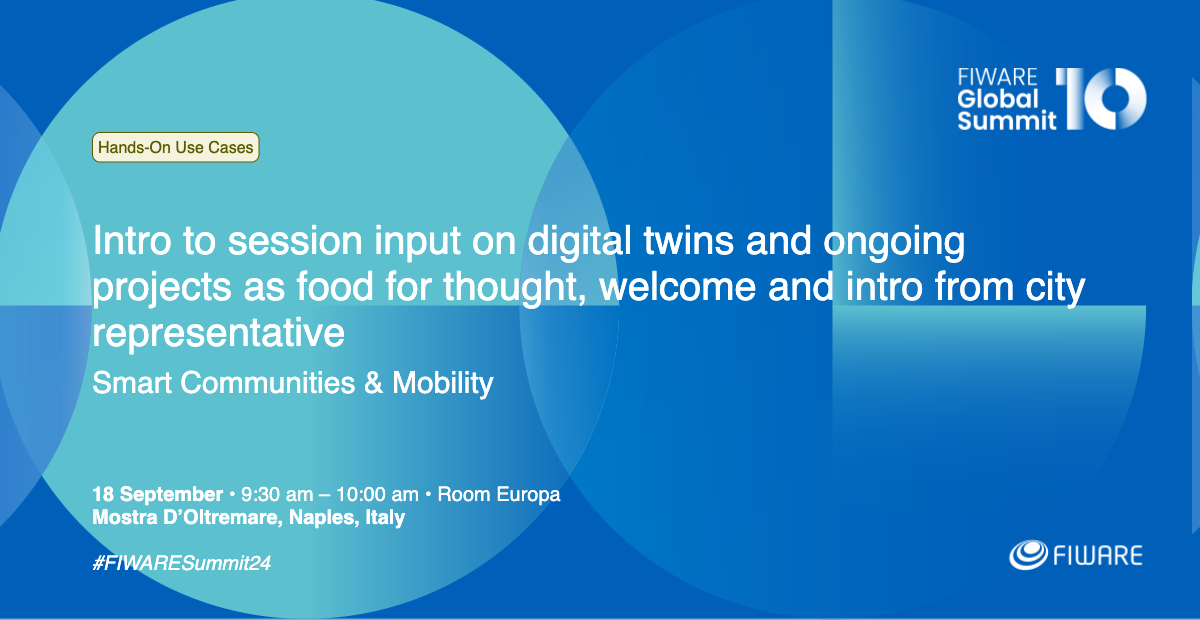 FIWARE
Global
Summit 10
Hands-On Use Cases
Intro to session input on digital twins and ongoing
projects as food for thought, welcome and intro from city
representative
Smart Communities & Mobility
18 September • 9:30 am – 10:00 am • Room Europa
Mostra D’Oltremare, Naples, Italy
#FIWARESummit24
FIWARE